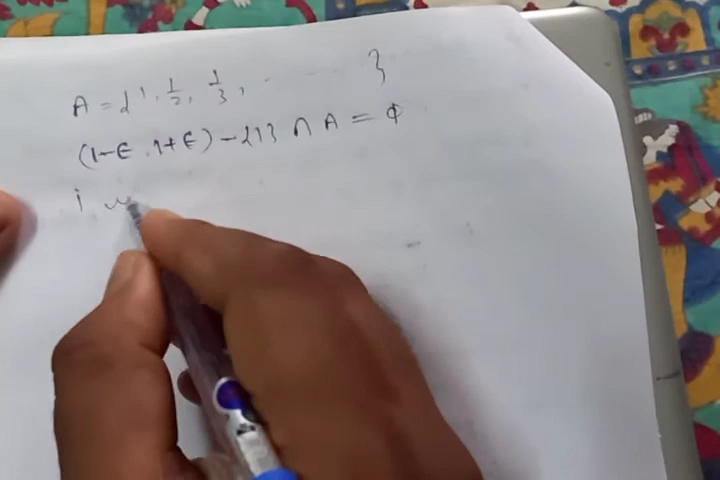 A = {1, 1/2, 1/3, - - - - }
(1-ϵ, 1+ϵ) - {1} ∩ A = ϕ
i